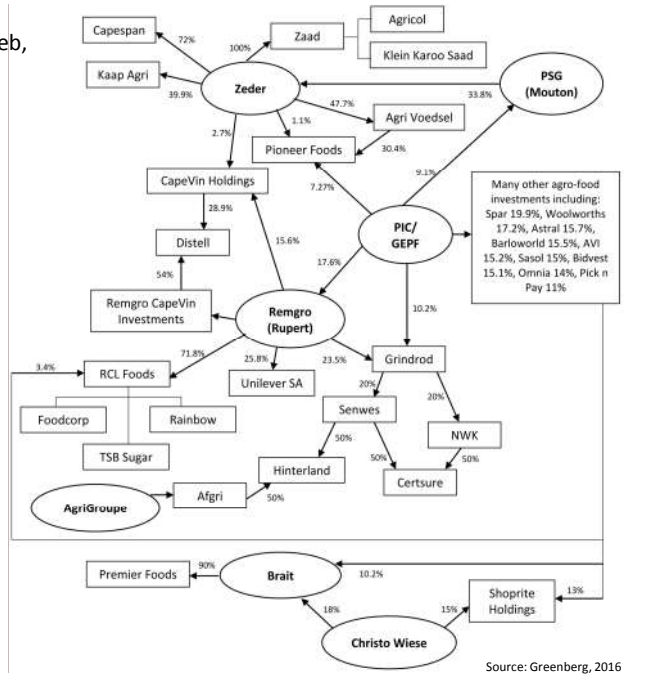 eb,
Capespan
72%
100%
Zaad
Agricol
Klein Karoo Saad
Kaap Agri
39.9%
Zeder
47.7%
33.8%
PSG
(Mouton)
2.7%
1.1%
Agri Voedsel
Pioneer Foods
30.4%
CapeVin Holdings
7.27%
9.1%
28.9%
Distell
15.6%
PIC/
GEPF
Many other agro-food
investments including:
Spar 19.9%, Woolworths
17.2%, Astral 15.7%,
Barloworld 15.5%, AVI
15.2%, Sasol 15%, Bidvest
15.1%, Omnia 14%, Pick n
Pay 11%
54%
17.6%
Remgro CapeVin
Investments
Remgro
(Rupert)
10.2%
3.4%
RCL Foods
71.8%
25.8%
23.5%
Unilever SA
Grindrod
Foodcorp
Rainbow
TSB Sugar
20%
20%
Senwes
NWK
50%
50%
50%
Hinterland
Certsure
AgriGroupe
Afgri
50%
Premier Foods
90%
Brait
10.2%
Shoprite
Holdings
13%
18%
15%
Christo Wiese
Source: Greenberg, 2016